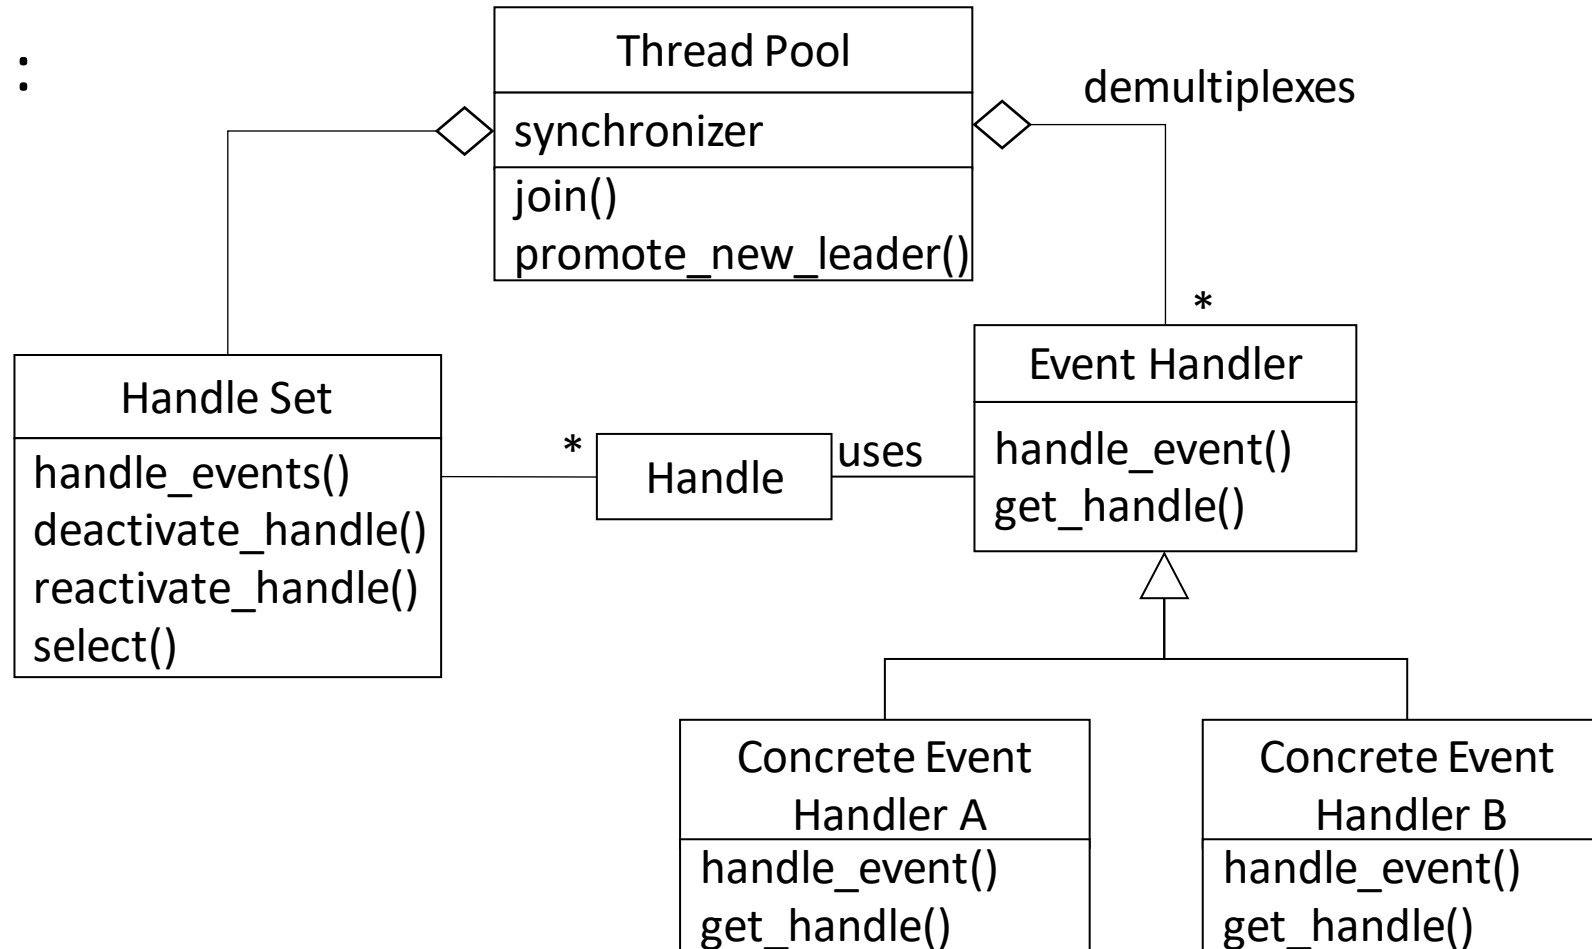 :
Thread Pool
synchronizer
join()
promote_new_leader()
demultiplexes
*
Handle Set
handle_events()
deactivate_handle()
reactivate_handle()
select()
*
Handle
uses
Event Handler
handle_event()
get_handle()
Concrete Event
Handler A
handle_event()
get_handle()
Concrete Event
Handler B
handle_event()
get_handle()